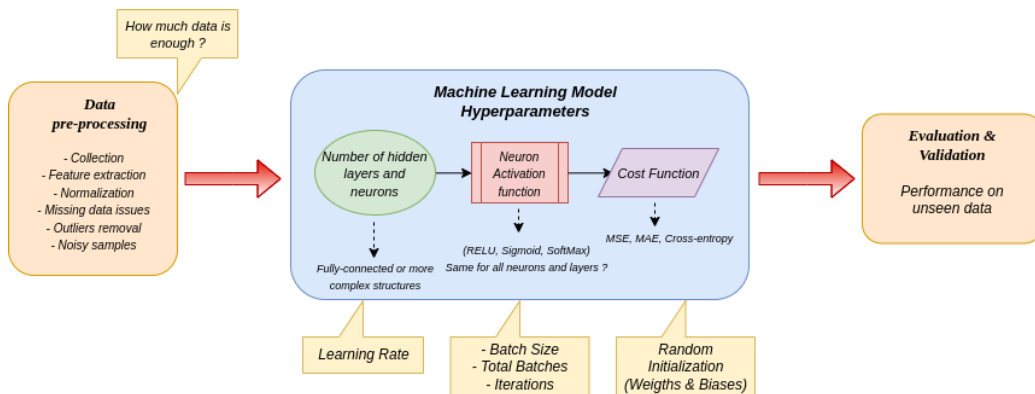 How much data is
enough ?
Data
pre-processing
- Collection
- Feature extraction
- Normalization
- Missing data issues
- Outliers removal
- Noisy samples
Machine Learning Model
Hyperparameters
Number of hidden
layers and
neurons
Neuron
Activation
function
Cost Function
Fully-connected or more
complex structures
(RELU, Sigmoid, SoftMax)
Same for all neurons and layers ?
MSE, MAE, Cross-entropy
Learning Rate
- Batch Size
- Total Batches
- Iterations
Random
Initialization
(Weigths & Biases)
Evaluation &
Validation
Performance on
unseen data